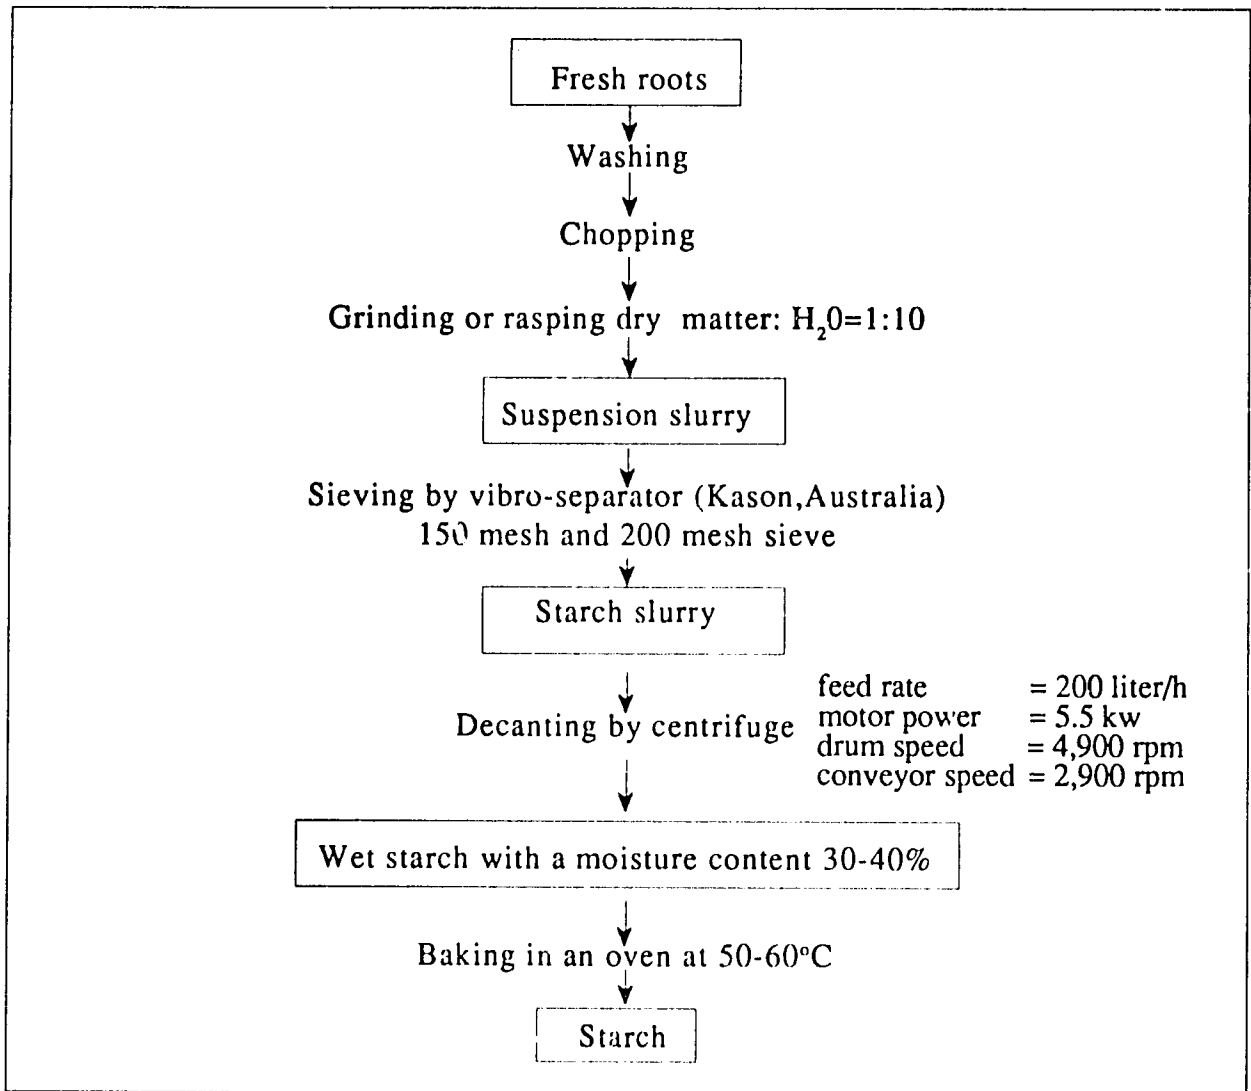 Fresh roots
Washing
Chopping
Grinding or rasping dry matter: H₂0=1:10
Suspension slurry
Sieving by vibro-separator (Kason,Australia)
150 mesh and 200 mesh sieve
Starch slurry
Decanting by centrifuge
feed rate = 200 liter/h
motor power = 5.5 kw
drum speed = 4,900 rpm
conveyor speed = 2,900 rpm
Wet starch with a moisture content 30-40%
Baking in an oven at 50-60°C
Starch